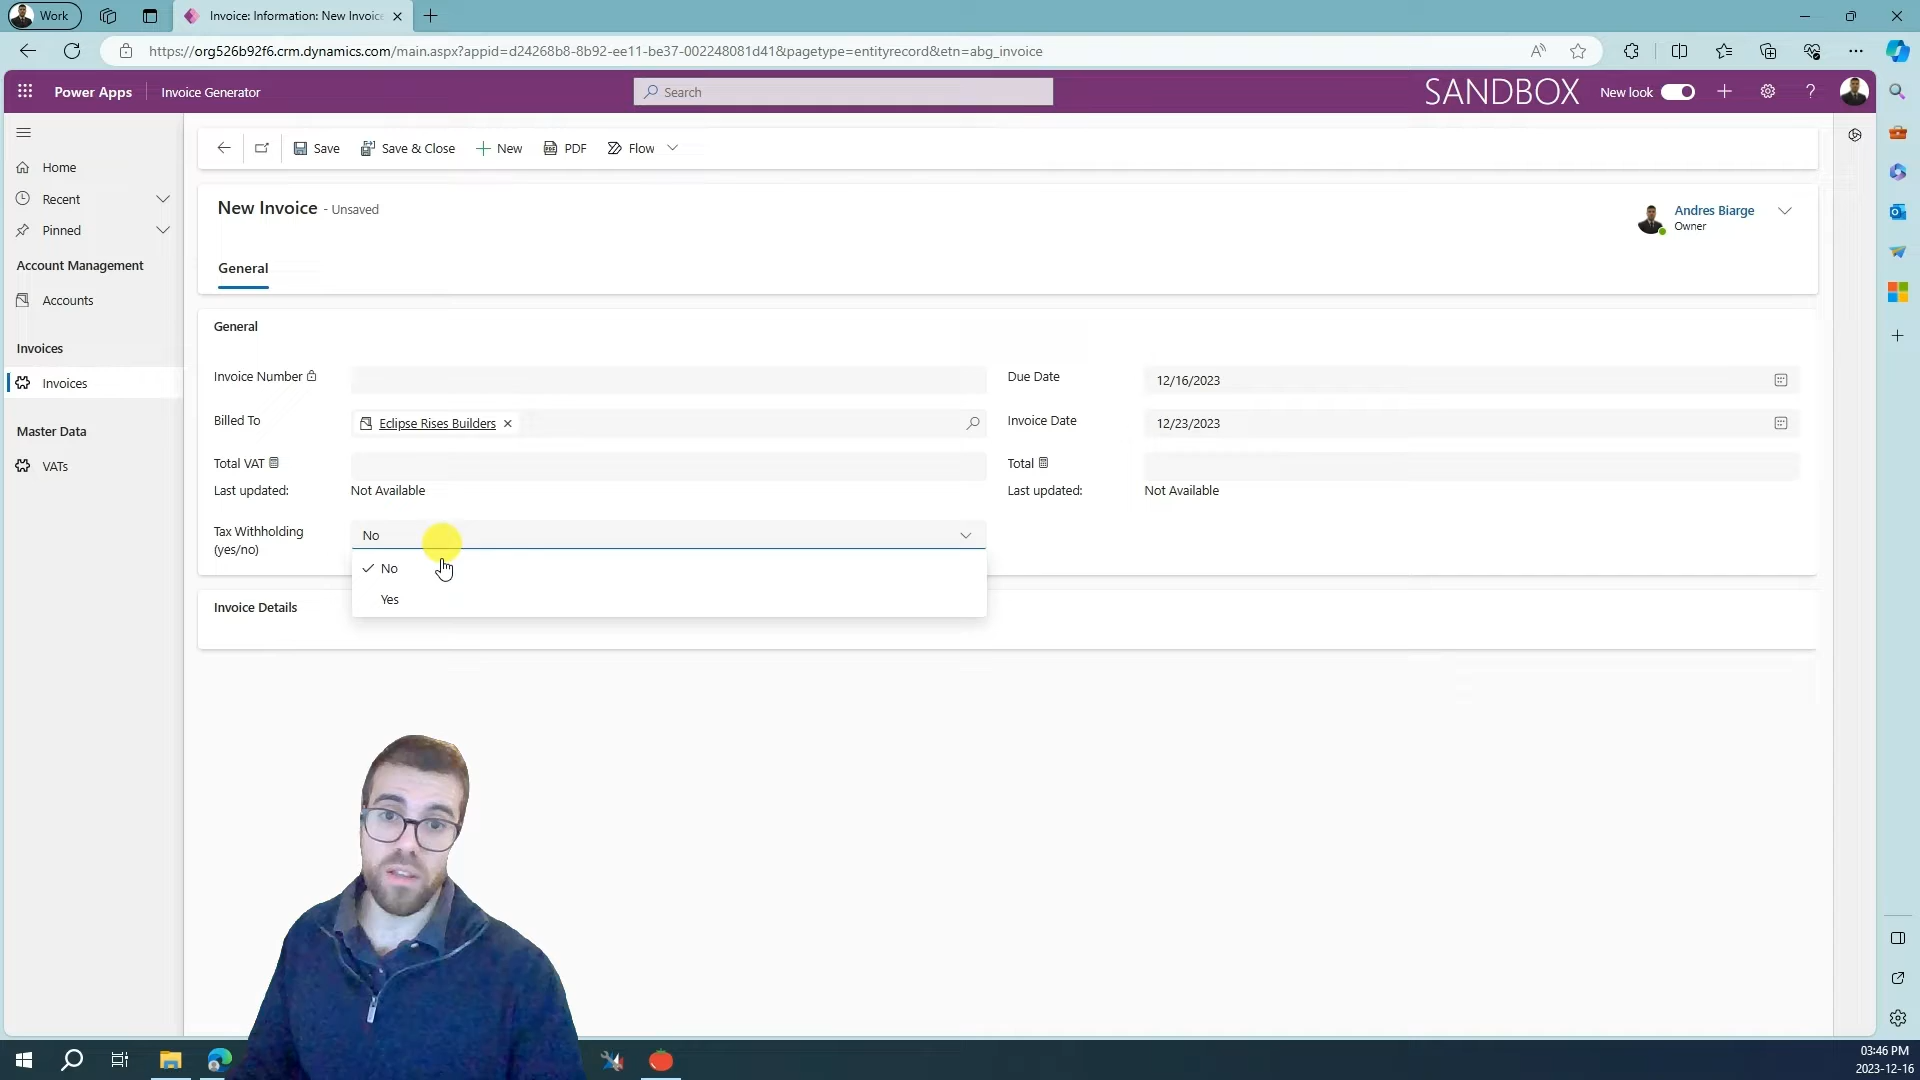 Work
Invoice: Information: New Invoice
https://org526b92f6.crm.dynamics.com/main.aspx?appid=d24268b8-8b92-ee11-be37-002248081d41&pagetype=entityrecord&etn=abg_invoice
Power Apps
Invoice Generator
Search
SANDBOX
New look
Save
Save & Close
New
PDF
Flow
Home
Recent
Pinned
Account Management
Accounts
Invoices
Invoices
Master Data
VATs
New Invoice - Unsaved
Andres Biarge
Owner
General
General
Invoice Number
Due Date
12/16/2023
Billed To
Eclipse Rises Builders
Invoice Date
12/23/2023
Total VAT
Total
Last updated:
Not Available
Last updated:
Not Available
Tax Withholding
(yes/no)
No
No
Yes
Invoice Details
03:46 PM
2023-12-16